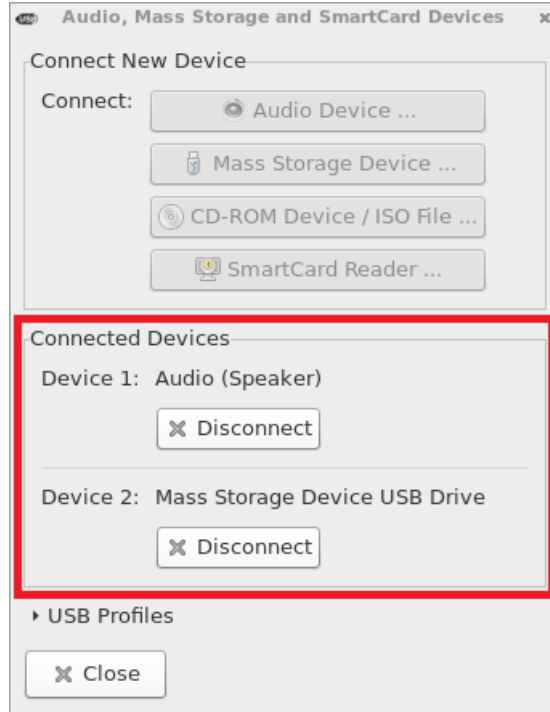 Audio, Mass Storage and SmartCard Devices
Connect New Device
Connect:
Audio Device ...
Mass Storage Device ...
CD-ROM Device / ISO File ...
SmartCard Reader ...
Connected Devices
Device 1: Audio (Speaker)
Disconnect
Device 2: Mass Storage Device USB Drive
Disconnect
USB Profiles
Close